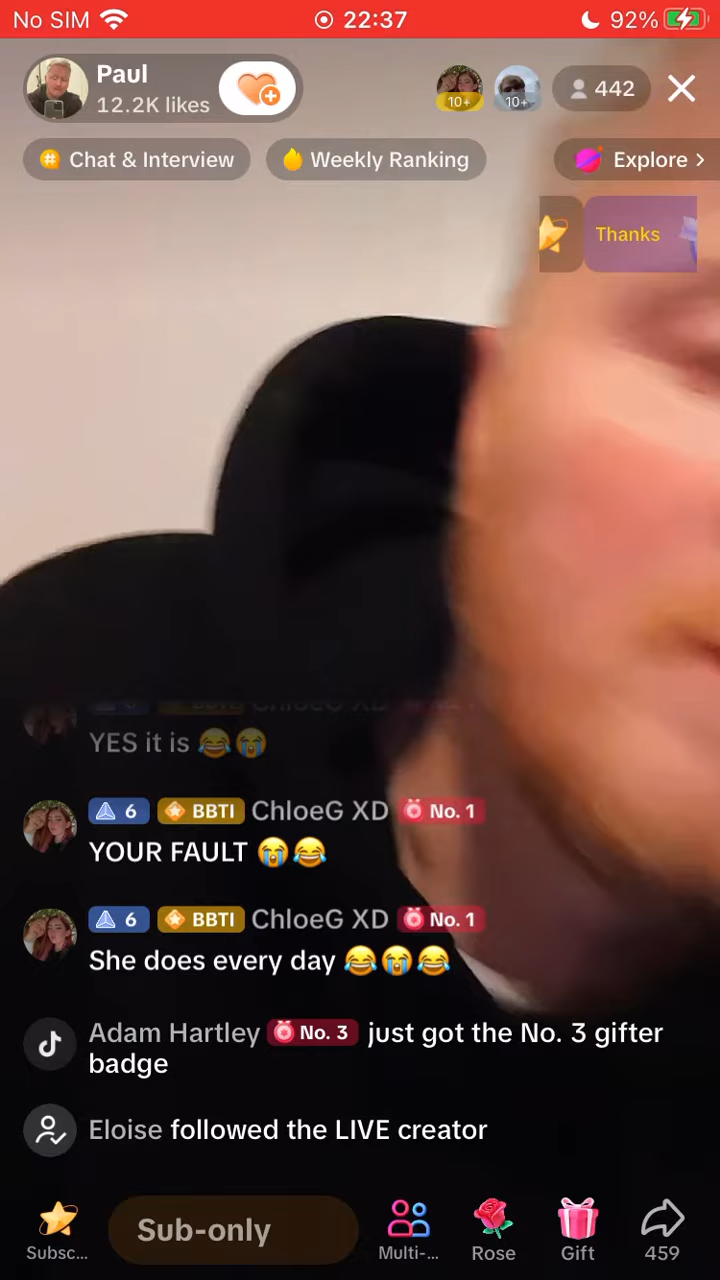 No SIM 22:37 92%
Paul
12.2K likes
10+ 10+ 442
Chat & Interview Weekly Ranking Explore >
Thanks
YES it is 😂😭
6 BBTI ChloeG XD No. 1
YOUR FAULT 😭😂
6 BBTI ChloeG XD No. 1
She does every day 😂😭😂
Adam Hartley No. 3 just got the No. 3 gifter
badge
Eloise followed the LIVE creator
Sub-only
Subsc... Multi-... Rose Gift 459